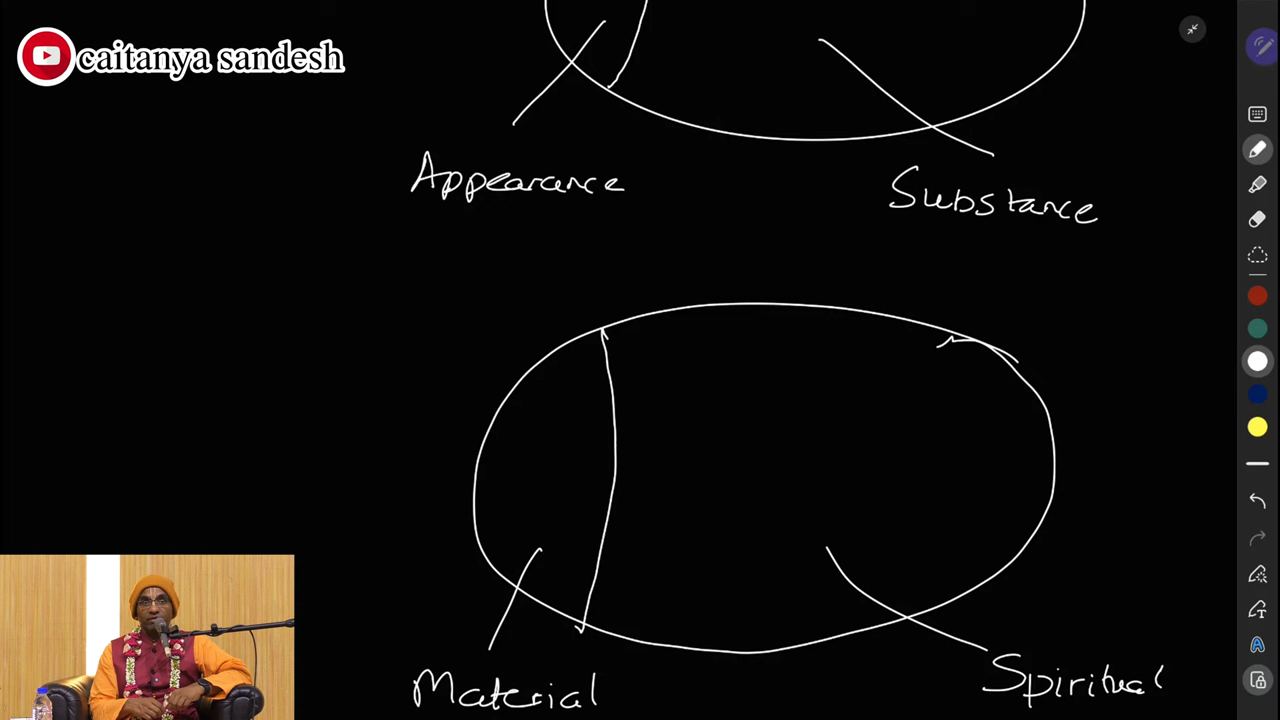 caitanya sandesh
Appearance
Substance
Material
Spiritual